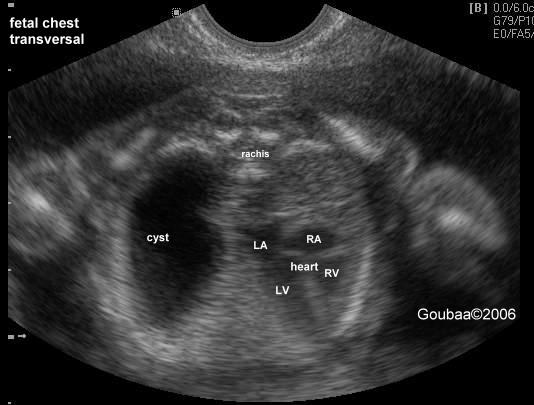 fetal chest
transversal
[B] 0.0/6.0c
G79/P10
E0/FA5/
rachis
cyst
LA
RA
heart
RV
LV
Goubaa©2006